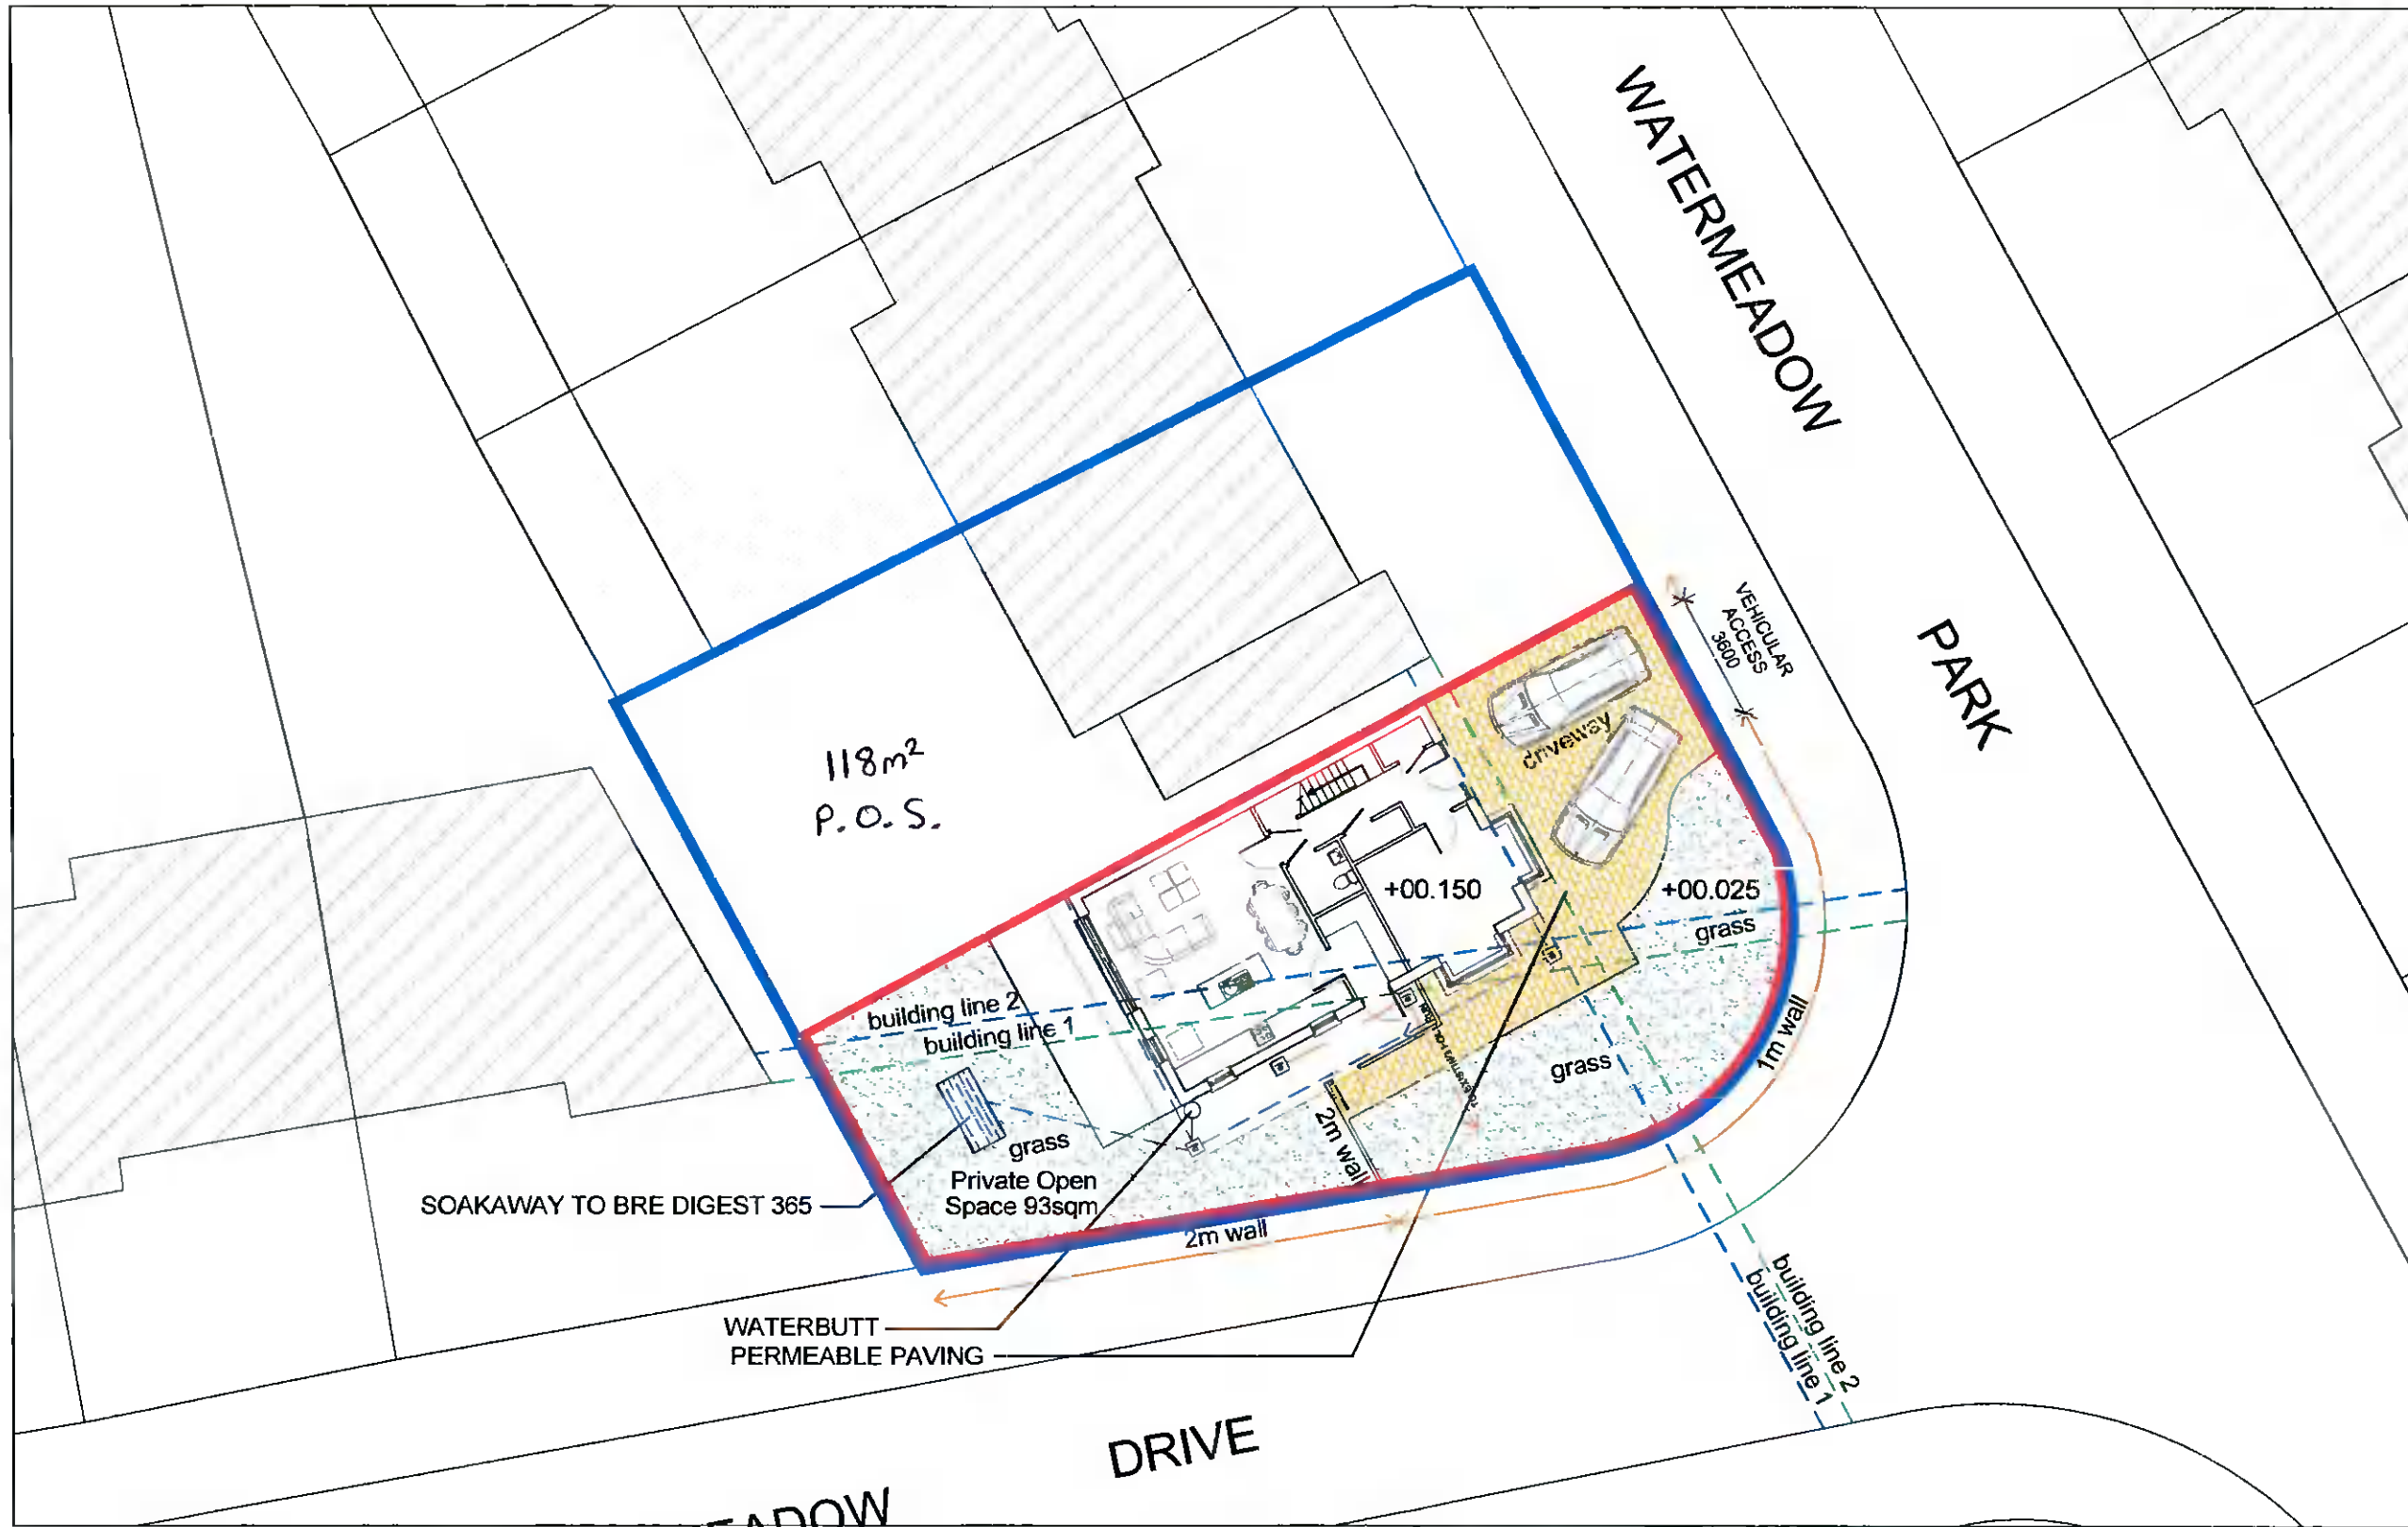 WATERMEADOW
PARK
VEHICULAR
ACCESS
3600
118m²
P.O.S.
driveway
+00.150
+00.025
grass
building line 2
building line 1
1m wall
grass
2m wall
grass
Private Open
Space 93sqm
SOAKAWAY TO BRE DIGEST 365
2m wall
WATERBUTT
PERMEABLE PAVING
building line 2
building line 1
DRIVE
EADOW